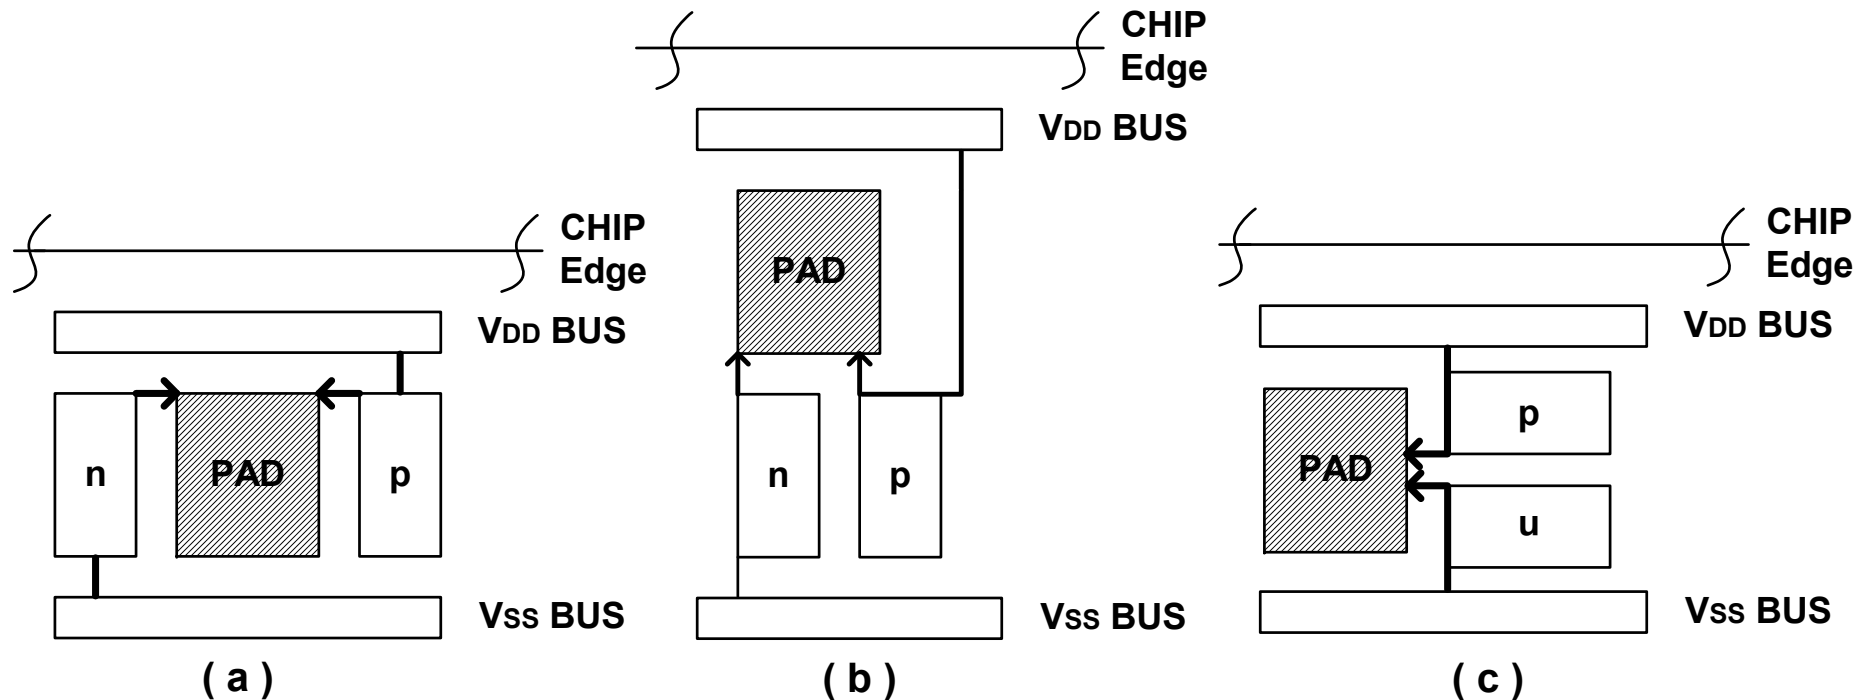 CHIP
Edge
VDD BUS
n
PAD
p
VSS BUS
( a )
CHIP
Edge
VDD BUS
PAD
n
p
VSS BUS
( b )
CHIP
Edge
VDD BUS
p
PAD
u
VSS BUS
( c )